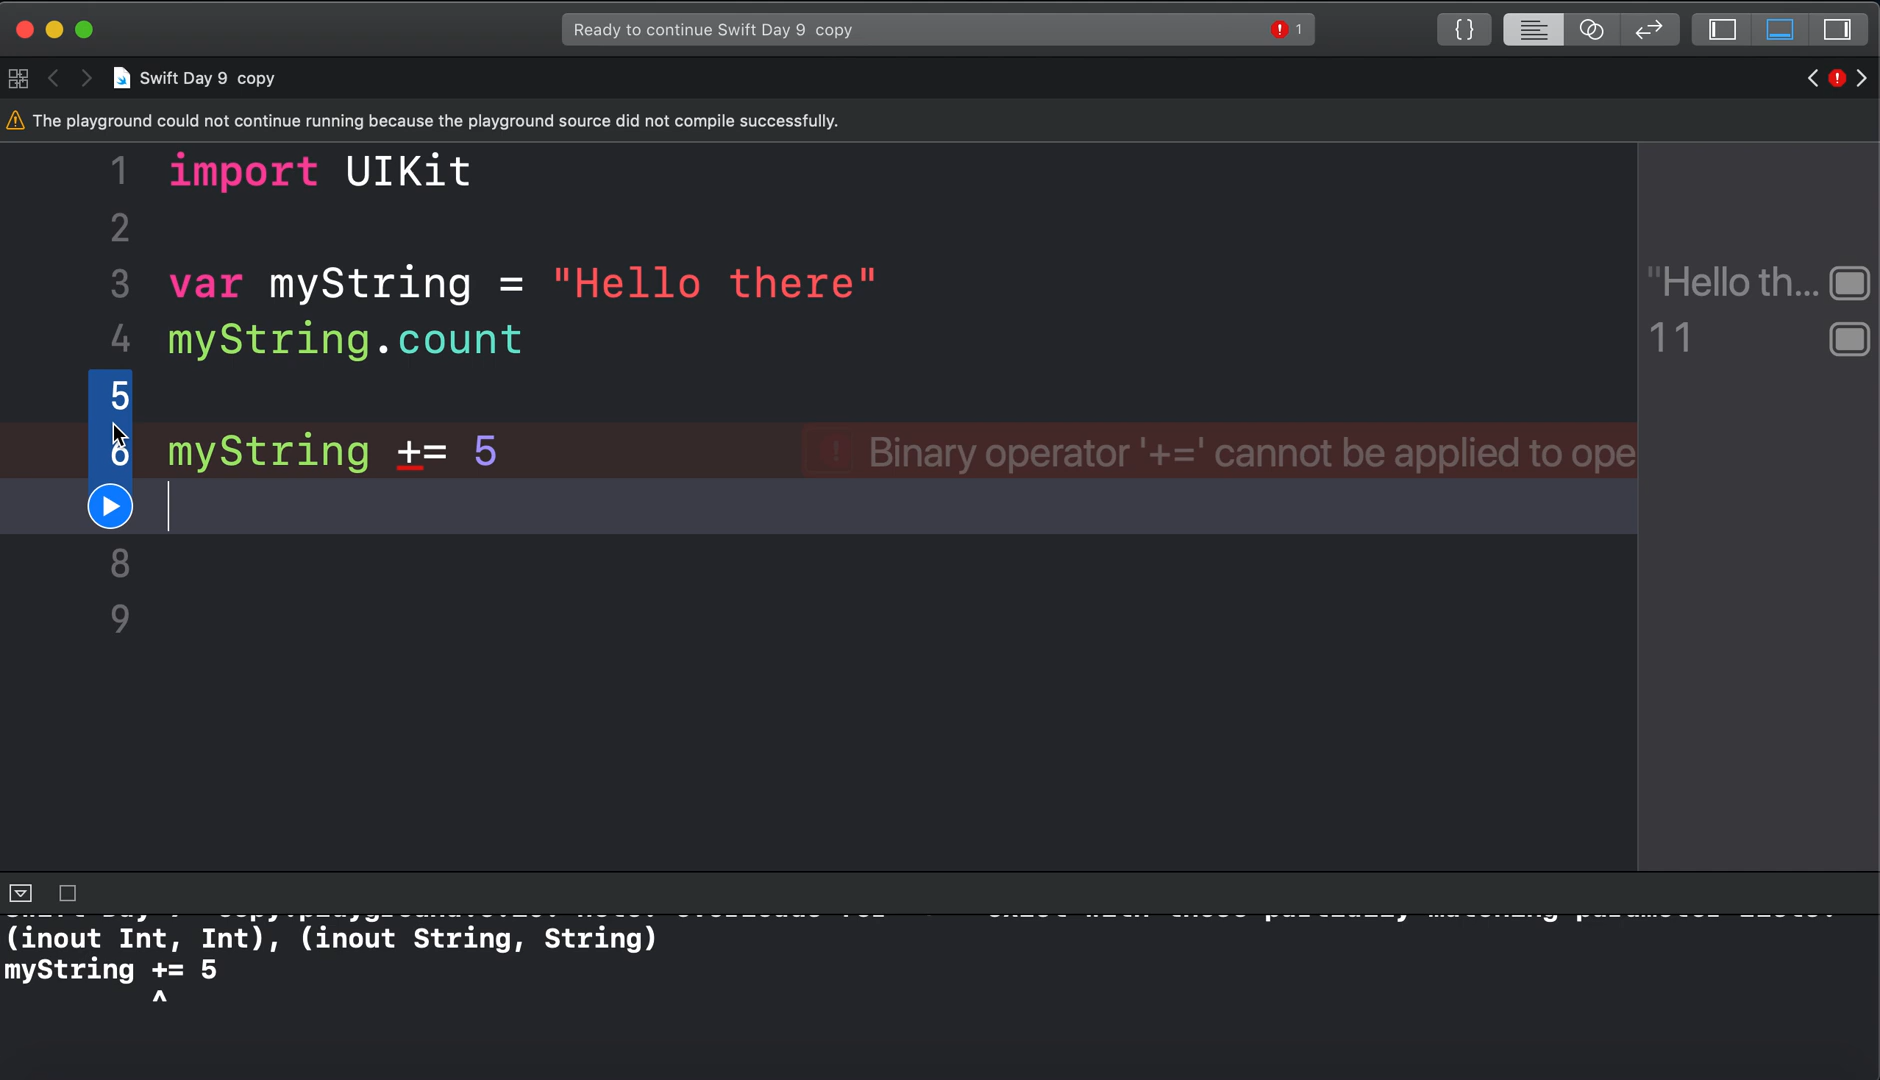 Ready to continue Swift Day 9 copy
1
{}
Swift Day 9 copy
The playground could not continue running because the playground source did not compile successfully.
1 import UIKit
2
3 var myString = "Hello there"
"Hello th...
4 myString.count
11
5
6 myString += 5
Binary operator '+=' cannot be applied to ope
8
9
(inout Int, Int), (inout String, String)
myString += 5
^